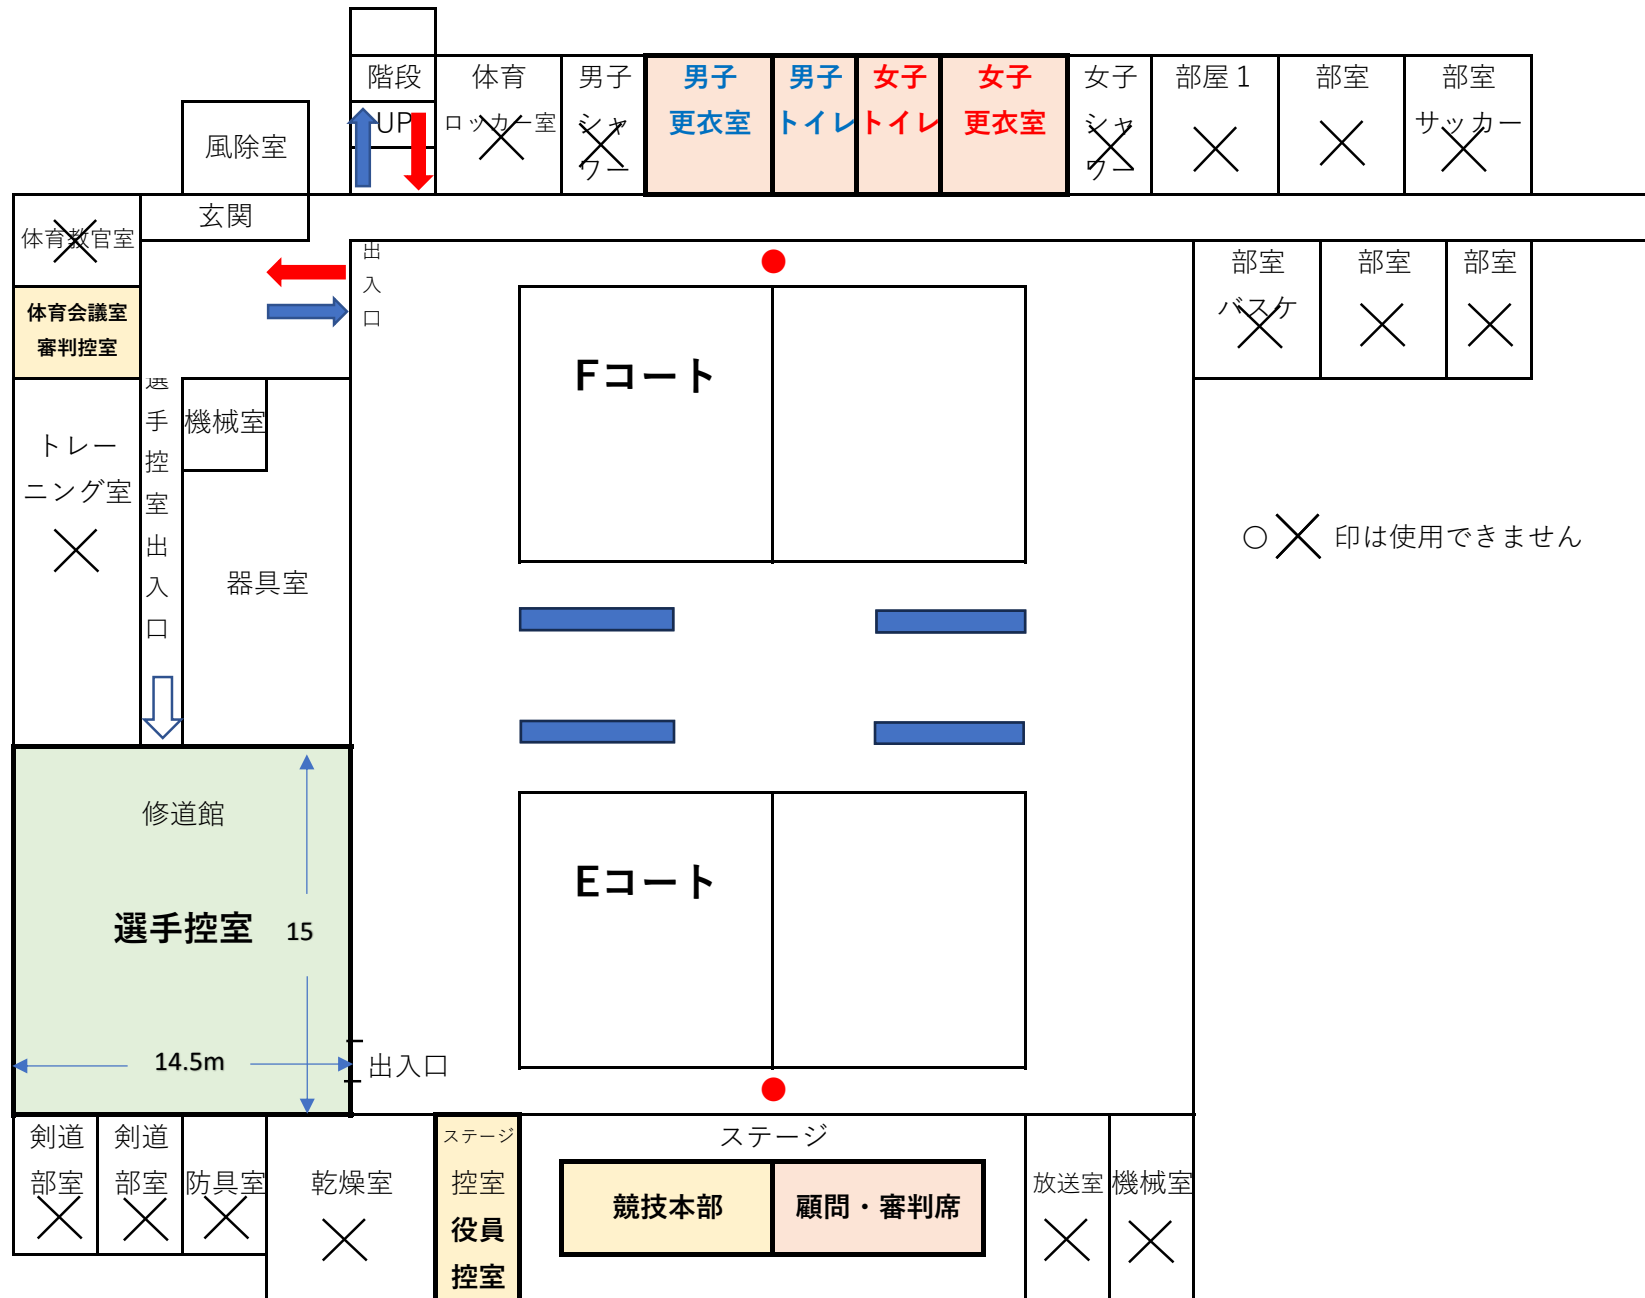 階段
UP
体育
ロッカー室
男子
シャ
ワー
男子
更衣室
男子
トイレ
女子
トイレ
女子
更衣室
女子
シャ
ワー
部屋1
部室
部室
サッカー
風除室
玄関
体育教官室
体育会議室
審判控室
出入口
部室
バスケ
部室
部室
Fコート
選手控室出入口
機械室
トレー
ニング室
器具室
○ 印は使用できません
修道館
選手控室
15
14.5m
出入口
Eコート
剣道
部室
剣道
部室
防具室
乾燥室
ステージ
控室
役員
控室
ステージ
競技本部
顧問・審判席
放送室
機械室